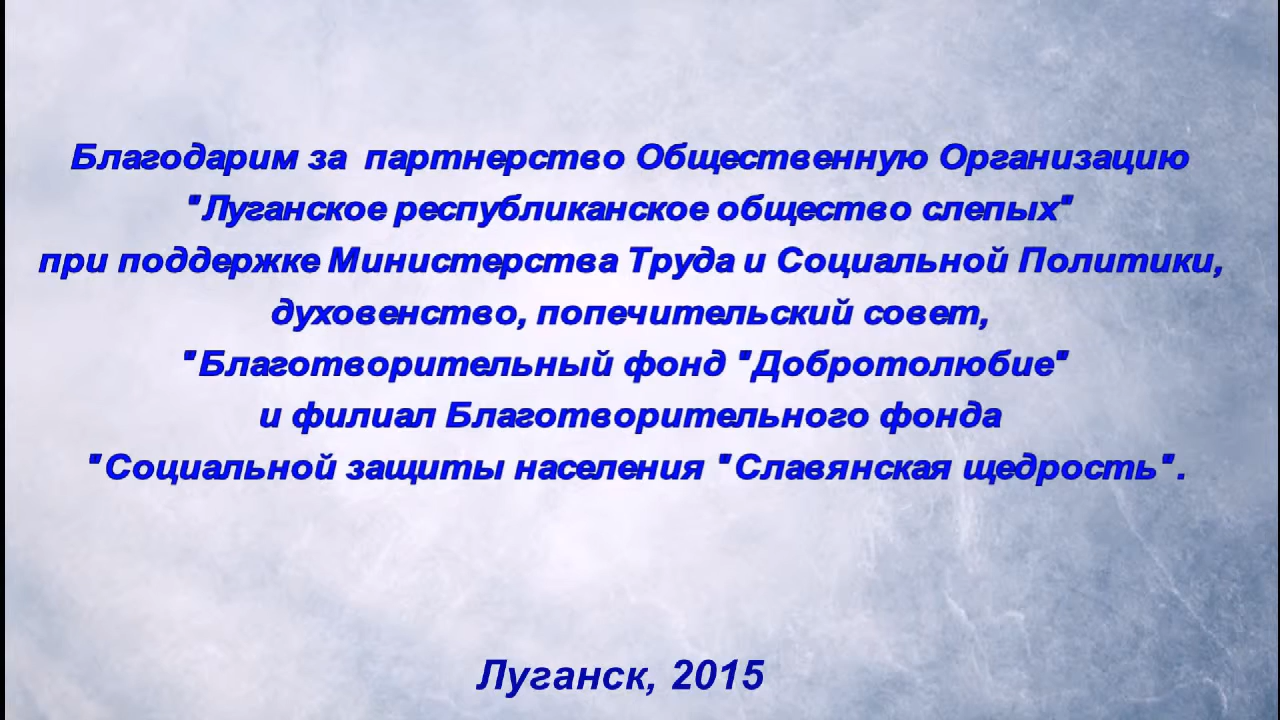 Благодарим за  партнерство Общественную Организацию
"Луганское республиканское общество слепых"
при поддержке Министерства Труда и Социальной Политики,
духовенство, попечительский совет,
"Благотворительный фонд "Добротолюбие"
и филиал Благотворительного фонда
"Социальной защиты населения "Славянская щедрость".
Луганск, 2015